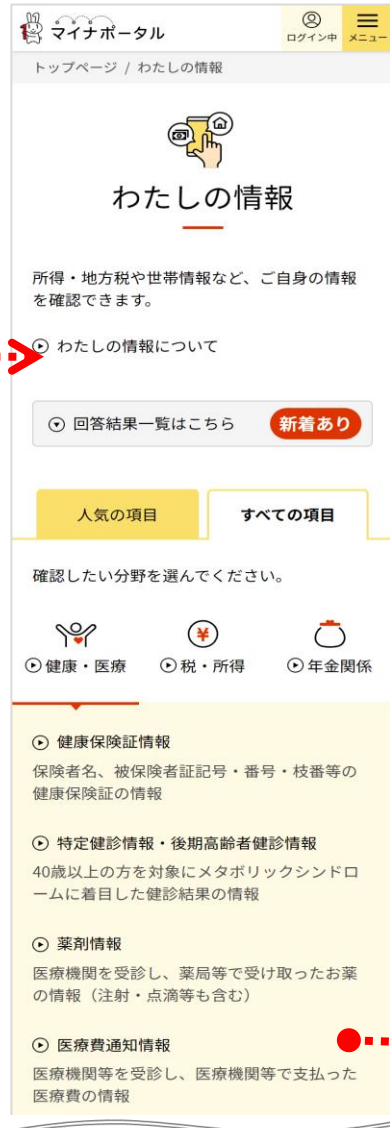 マイナポータル
ログイン中
メニュー
トップページ / わたしの情報
わたしの情報
所得・地方税や世帯情報など、ご自身の情報
を確認できます。
わたしの情報について
回答結果一覧はこちら
新着あり
人気の項目
すべての項目
確認したい分野を選んでください。
健康・医療
税・所得
年金関係
健康保険証情報
保険者名、被保険者証記号・番号・枝番等の
健康保険証の情報
特定健診情報・後期高齢者健診情報
40歳以上の方を対象にメタボリックシンドロ
ームに着目した健診結果の情報
薬剤情報
医療機関を受診し、薬局等で受け取ったお薬
の情報（注射・点滴等も含む）
医療費通知情報
医療機関等を受診し、医療機関等で支払った
医療費の情報